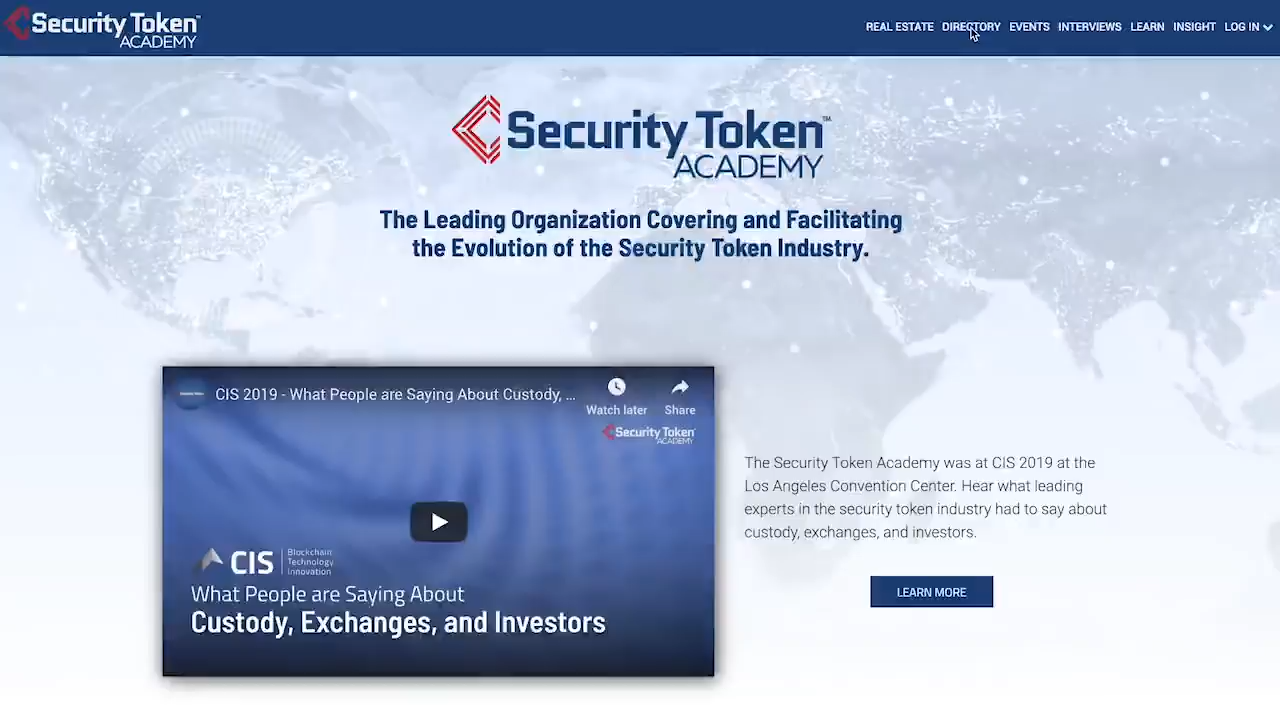 Security Token™
ACADEMY
REAL ESTATE DIRECTORY EVENTS INTERVIEWS LEARN INSIGHT LOG IN
Security Token™
ACADEMY
The Leading Organization Covering and Facilitating
the Evolution of the Security Token Industry.
CIS 2019 - What People are Saying About Custody, ...
Watch later Share
Security Token
ACADEMY
CIS Blockchain
Technology
Innovation
What People are Saying About
Custody, Exchanges, and Investors
The Security Token Academy was at CIS 2019 at the
Los Angeles Convention Center. Hear what leading
experts in the security token industry had to say about
custody, exchanges, and investors.
LEARN MORE